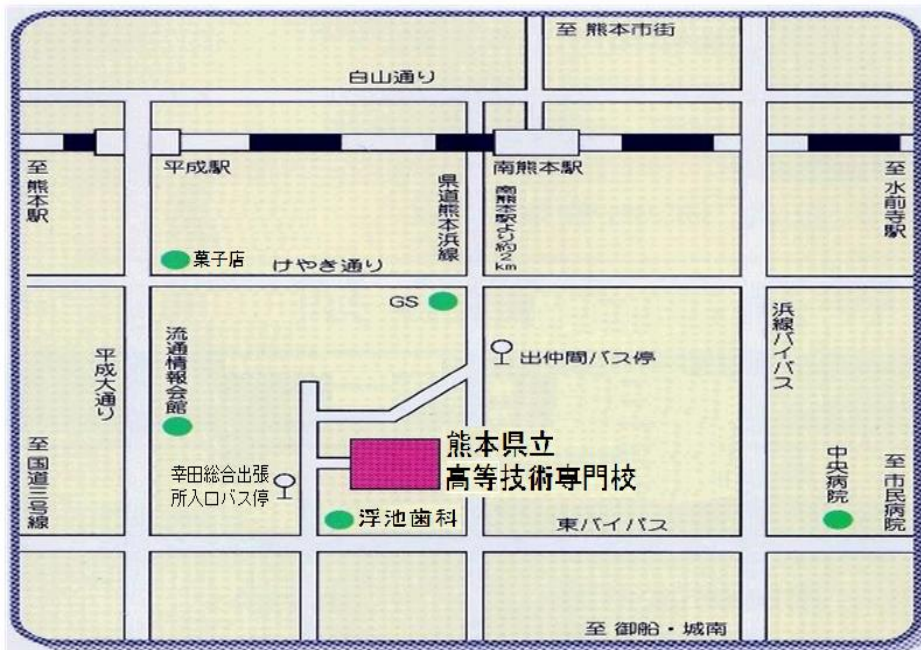 至 熊本市街
白山通り
至 熊本駅
平成駅
県道熊本浜線
南熊本駅
南熊本駅より約2km
至 水前寺駅
菓子店
けやき通り
GS
平成大通り
流通情報会館
出仲間バス停
浜線バイパス
至 国道三号線
幸田総合出張
所入口バス停
熊本県立
高等技術専門校
中央病院
至 市民病院
浮池歯科
東バイパス
至 御船・城南